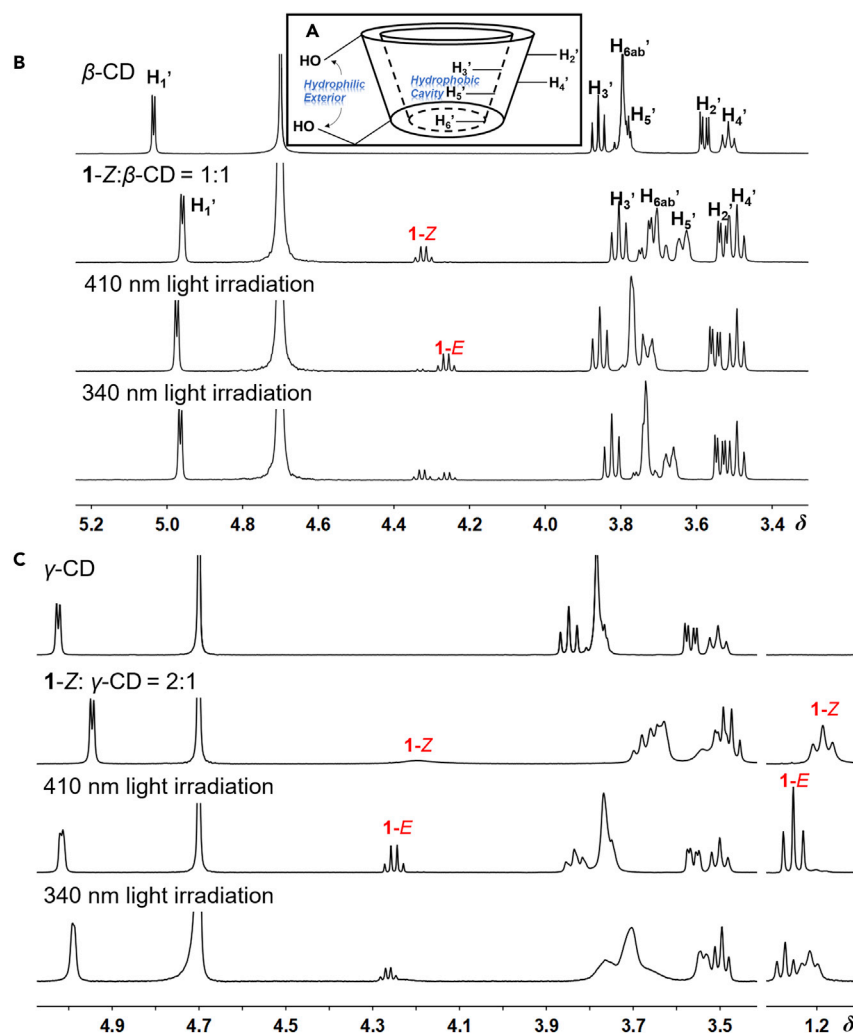 B
β-CD
H1'
A
HO
HO
Hydrophilic
Exterior
Hydrophobic
Cavity
H3'
H5'
H6'
H2'
H4'
H3'
H6ab'
H5'
H2'
H4'
1-Z:β-CD = 1:1
H1'
1-Z
H3'
H6ab'
H5'
H2'
H4'
410 nm light irradiation
1-E
340 nm light irradiation
5.2 5.0 4.8 4.6 4.4 4.2 4.0 3.8 3.6 3.4 δ
C
γ-CD
1-Z: γ-CD = 2:1
1-Z
1-Z
410 nm light irradiation
1-E
1-E
340 nm light irradiation
4.9 4.7 4.5 4.3 4.1 3.9 3.7 3.5 1.2 δ